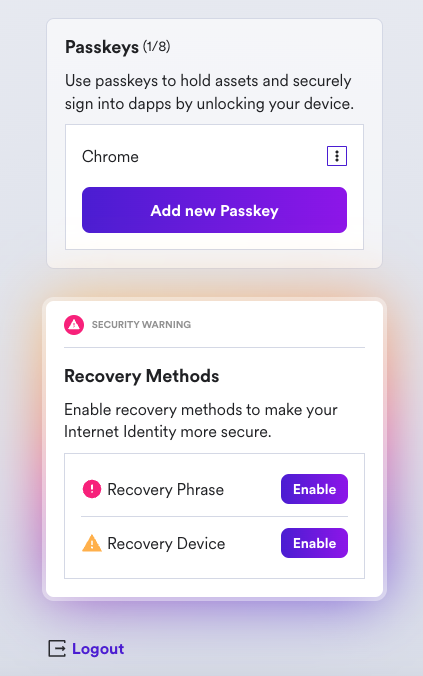 Passkeys (1/8)
Use passkeys to hold assets and securely
sign into dapps by unlocking your device.
Chrome
Add new Passkey
SECURITY WARNING
Recovery Methods
Enable recovery methods to make your
Internet Identity more secure.
Recovery Phrase
Enable
Recovery Device
Enable
Logout